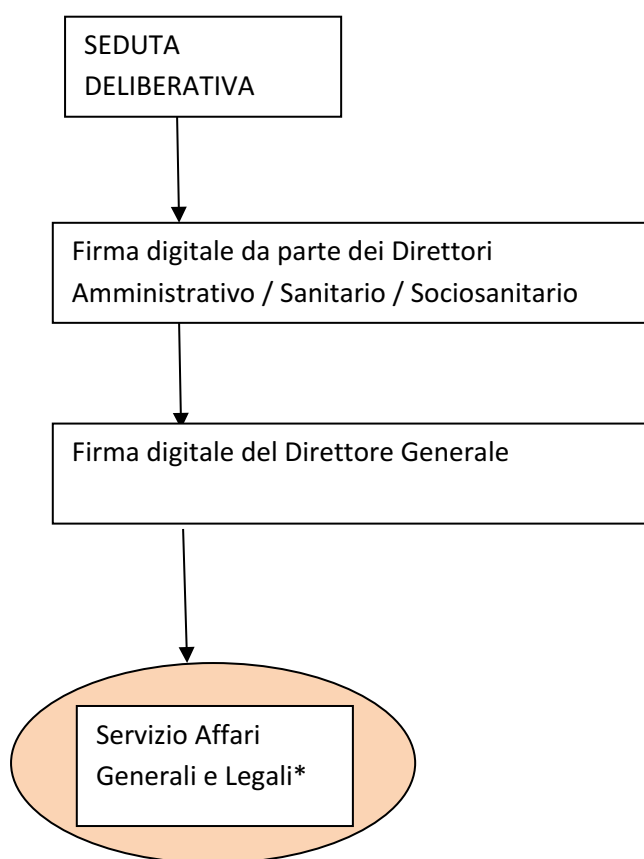 SEDUTA
DELIBERATIVA
Firma digitale da parte dei Direttori
Amministrativo / Sanitario / Sociosanitario
Firma digitale del Direttore Generale
Servizio Affari
Generali e Legali*